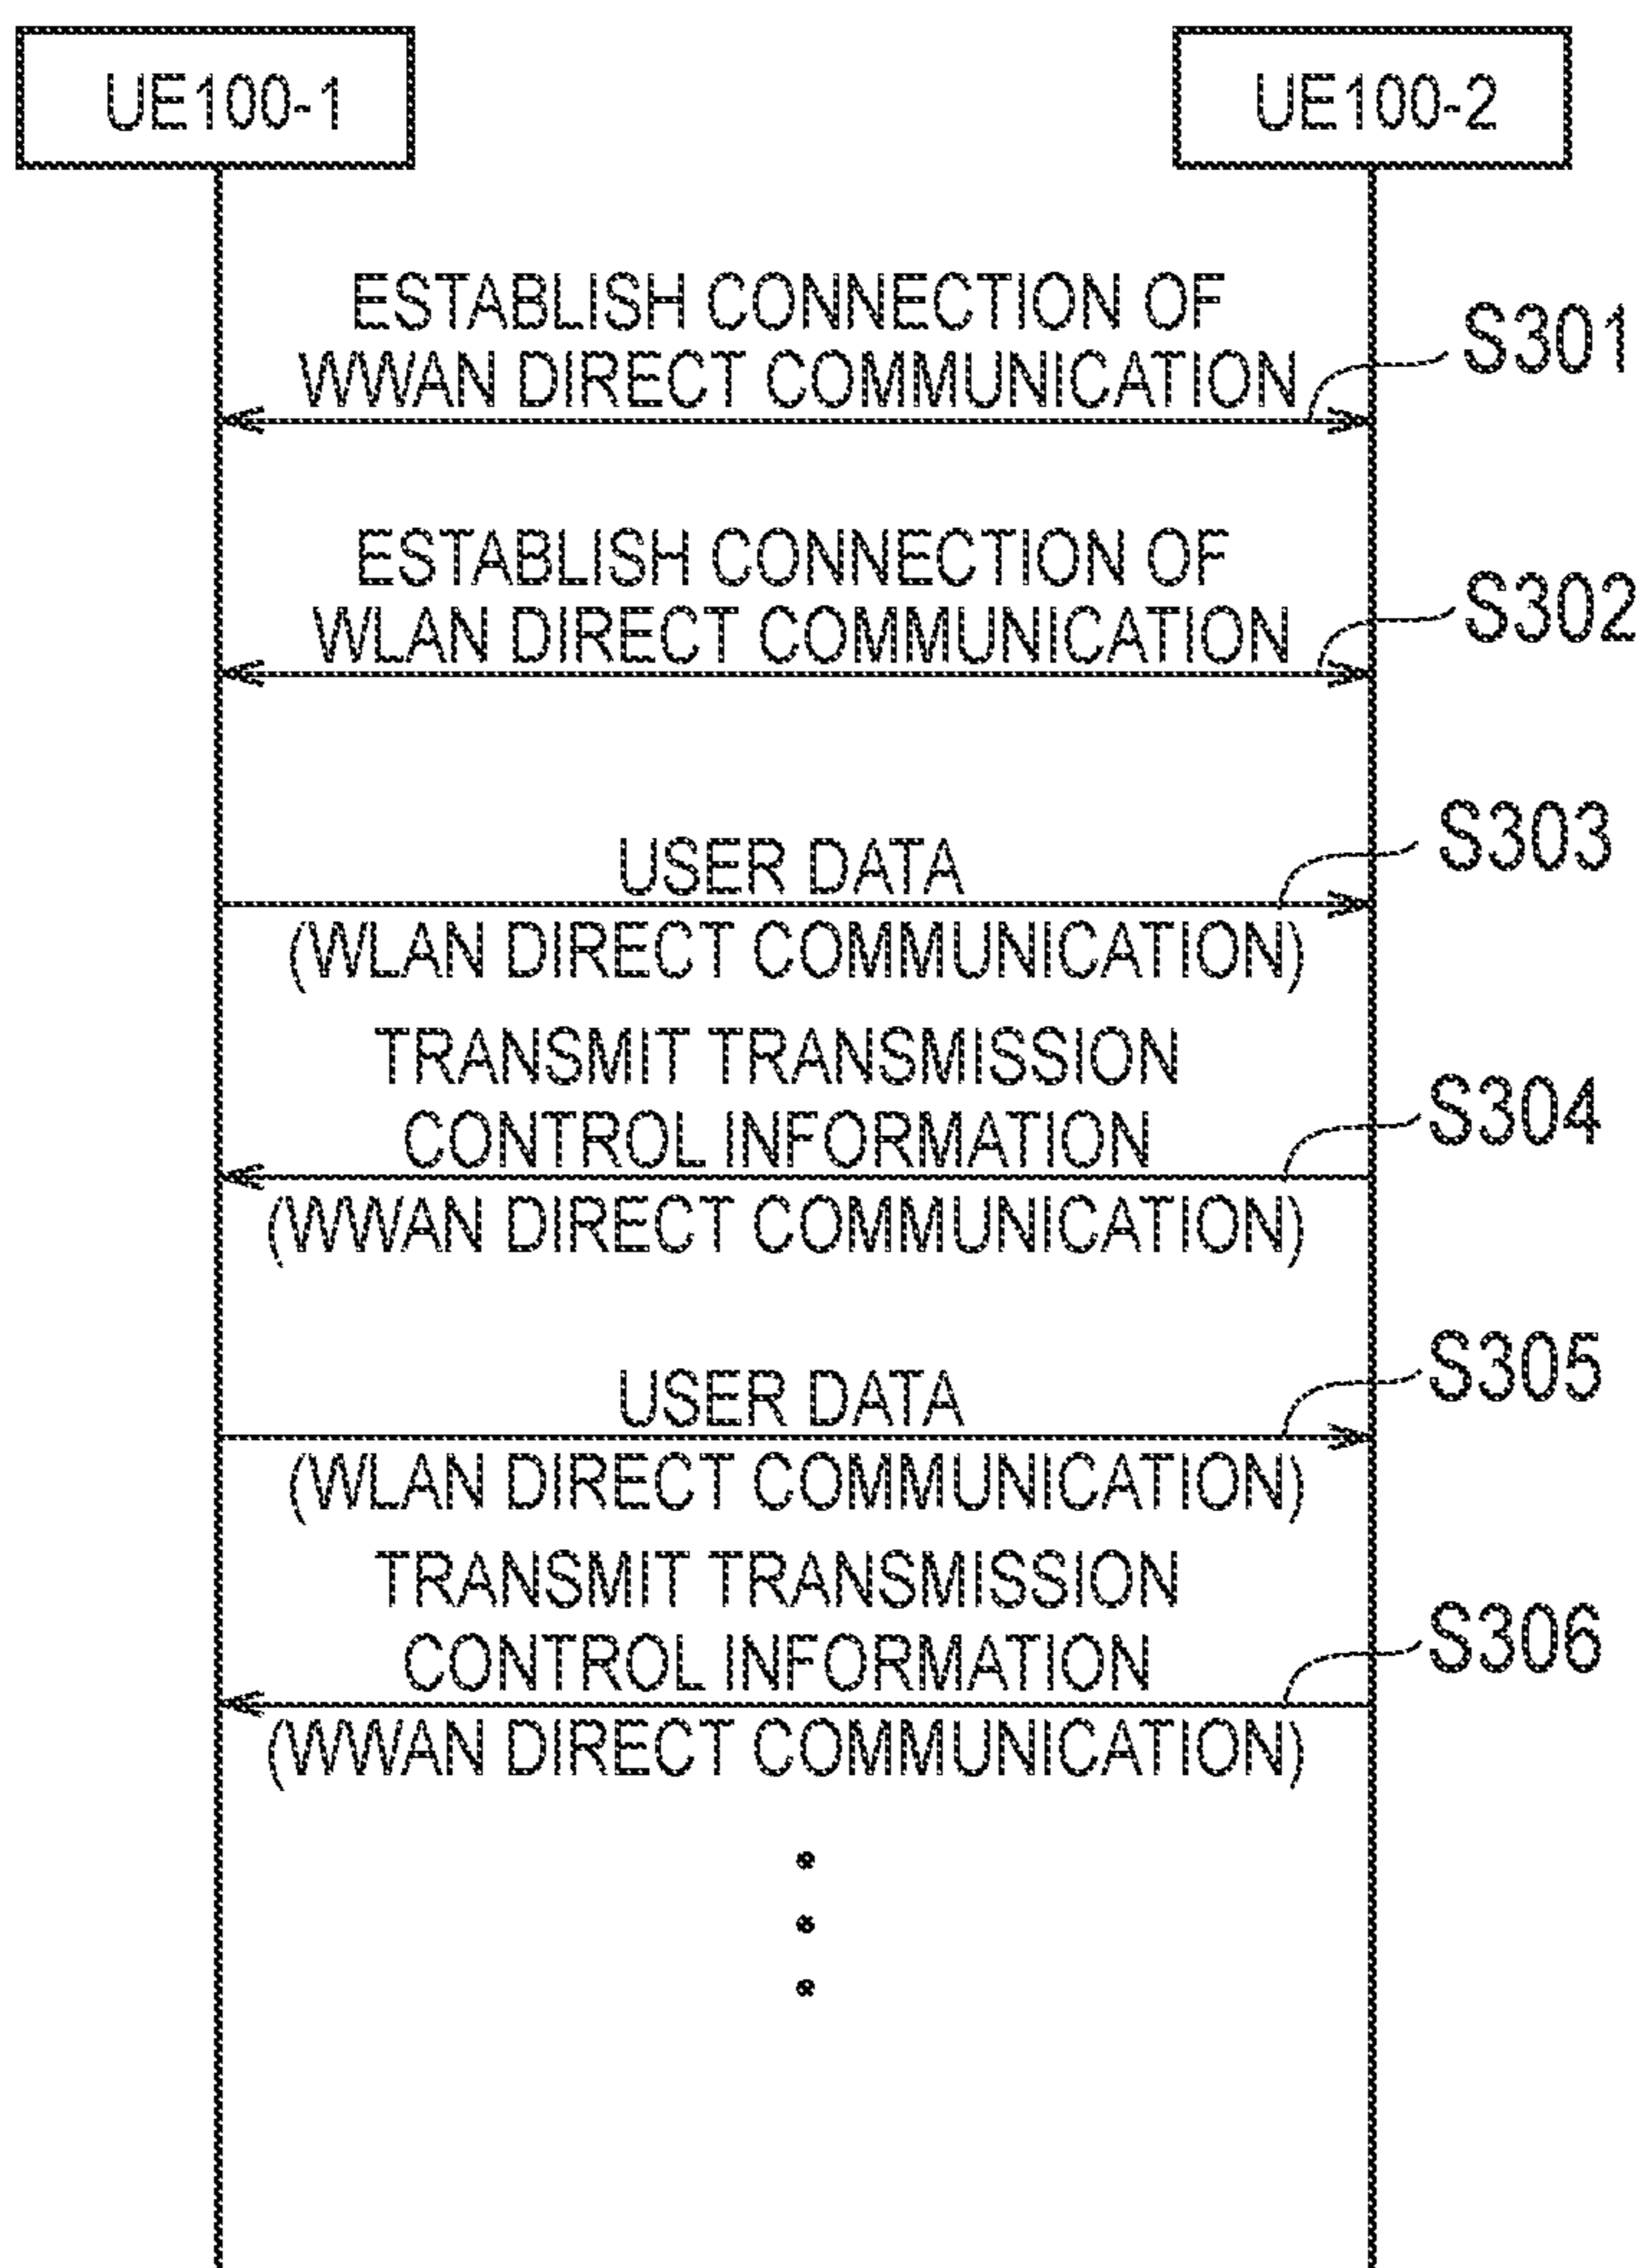 UE100-1
UE100-2
ESTABLISH CONNECTION OF
WWAN DIRECT COMMUNICATION
S301
ESTABLISH CONNECTION OF
WLAN DIRECT COMMUNICATION
S302
USER DATA
S303
(WLAN DIRECT COMMUNICATION)
TRANSMIT TRANSMISSION
CONTROL INFORMATION
S304
(WWAN DIRECT COMMUNICATION)
USER DATA
S305
(WLAN DIRECT COMMUNICATION)
TRANSMIT TRANSMISSION
CONTROL INFORMATION
S306
(WWAN DIRECT COMMUNICATION)